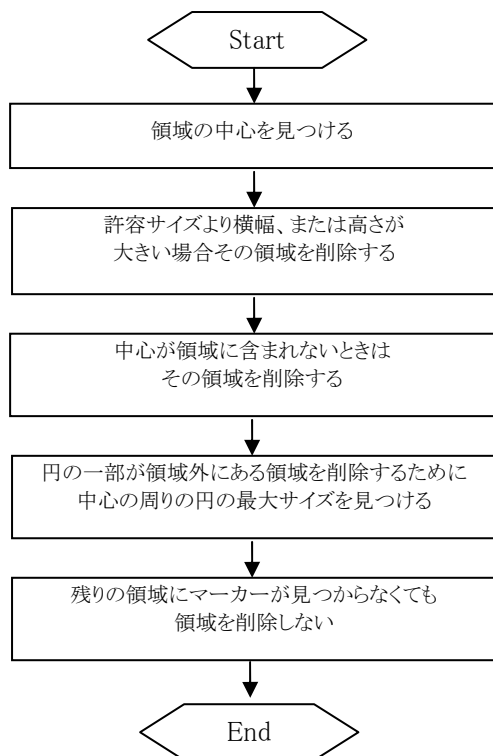 Start
領域の中心を見つける
許容サイズより横幅、または高さが
大きい場合その領域を削除する
中心が領域に含まれないときは
その領域を削除する
円の一部が領域外にある領域を削除するために
中心の周りの円の最大サイズを見つける
残りの領域にマーカーが見つからなくても
領域を削除しない
End